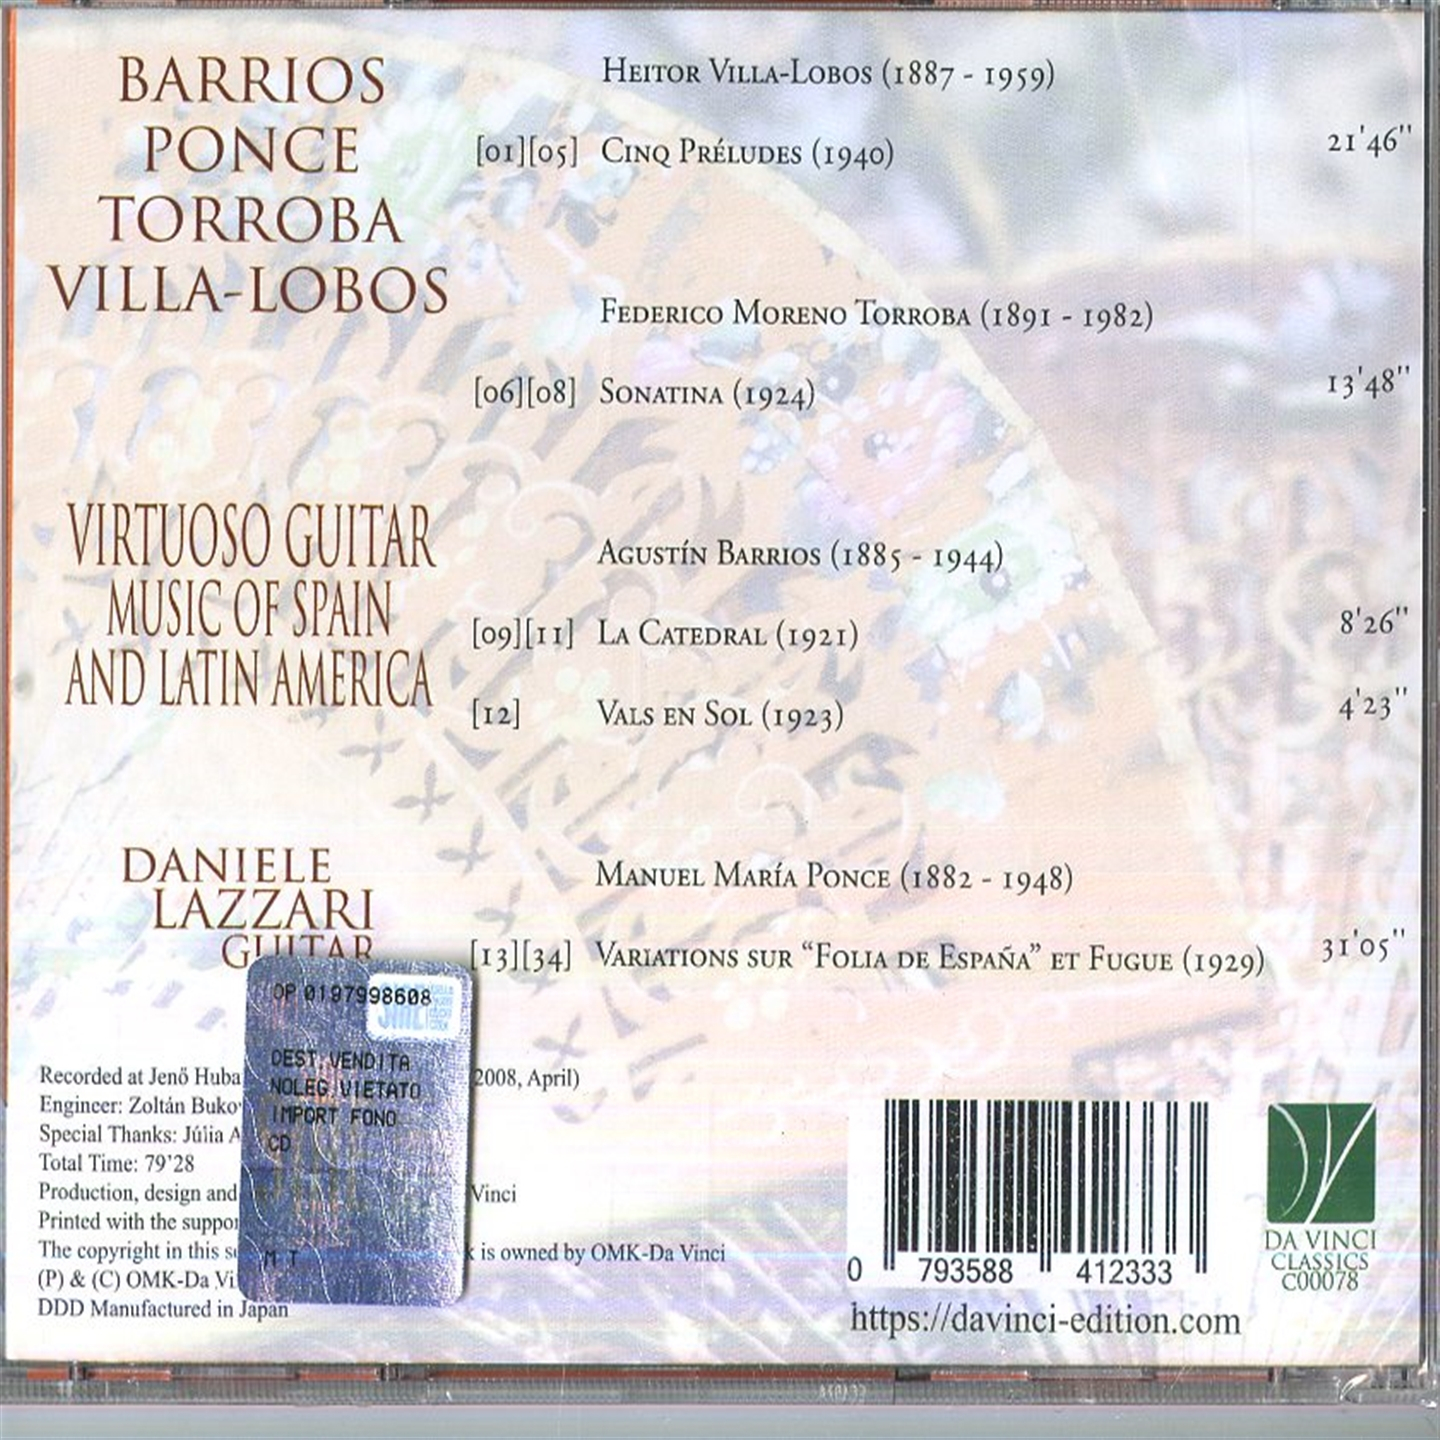 BARRIOS
PONCE
TORROBA
VILLA-LOBOS
VIRTUOSO GUITAR
MUSIC OF SPAIN
AND LATIN AMERICA
DANIELE
LAZZARI
GUITAR
HEITOR VILLA-LOBOS (1887 - 1959)
[01][05] CINQ PRÉLUDES (1940) 21'46"
FEDERICO MORENO TORROBA (1891 - 1982)
[06][08] SONATINA (1924) 13'48"
AGUSTÍN BARRIOS (1885 - 1944)
[09][11] LA CATEDRAL (1921) 8'26"
[12] VALS EN SOL (1923) 4'23"
MANUEL MARÍA PONCE (1882 - 1948)
[13][34] VARIATIONS SUR “FOLIA DE ESPAÑA” ET FUGUE (1929) 31'05"
OP 0197998608
DEST.VENDITA
NOLEG.VIETATO
IMPORT FONO
CD
M T
Recorded at Jenő 2008, April)
Engineer: Zoltán
Special Thanks: Júlia
Total Time: 79'28
Production, design and Vinci
Printed with the
The copyright in this is owned by OMK-Da Vinci
(P) & (C) OMK-Da
DDD Manufactured in Japan
0 793588 412333
https://davinci-edition.com
DA VINCI
CLASSICS
C00078